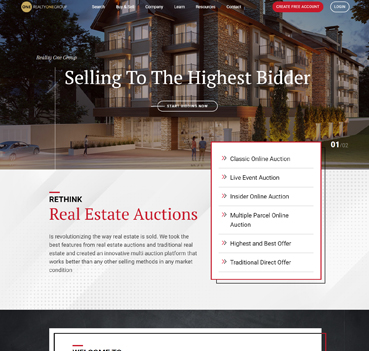 REALTYONEGROUP
Search Buy & Sell Company Learn Resources Contact
CREATE FREE ACCOUNT
LOGIN
Realty One Group
Selling To The Highest Bidder
START BIDDING NOW
01/02
Classic Online Auction
Live Event Auction
Insider Online Auction
Multiple Parcel Online
Auction
Highest and Best Offer
Traditional Direct Offer
RETHINK
Real Estate Auctions
is revolutionizing the way real estate is sold. We took the
best features from real estate auctions and traditional real
estate and created an innovative multi auction platform that
works better than any other selling methods in any market
condition
WELCOME TO